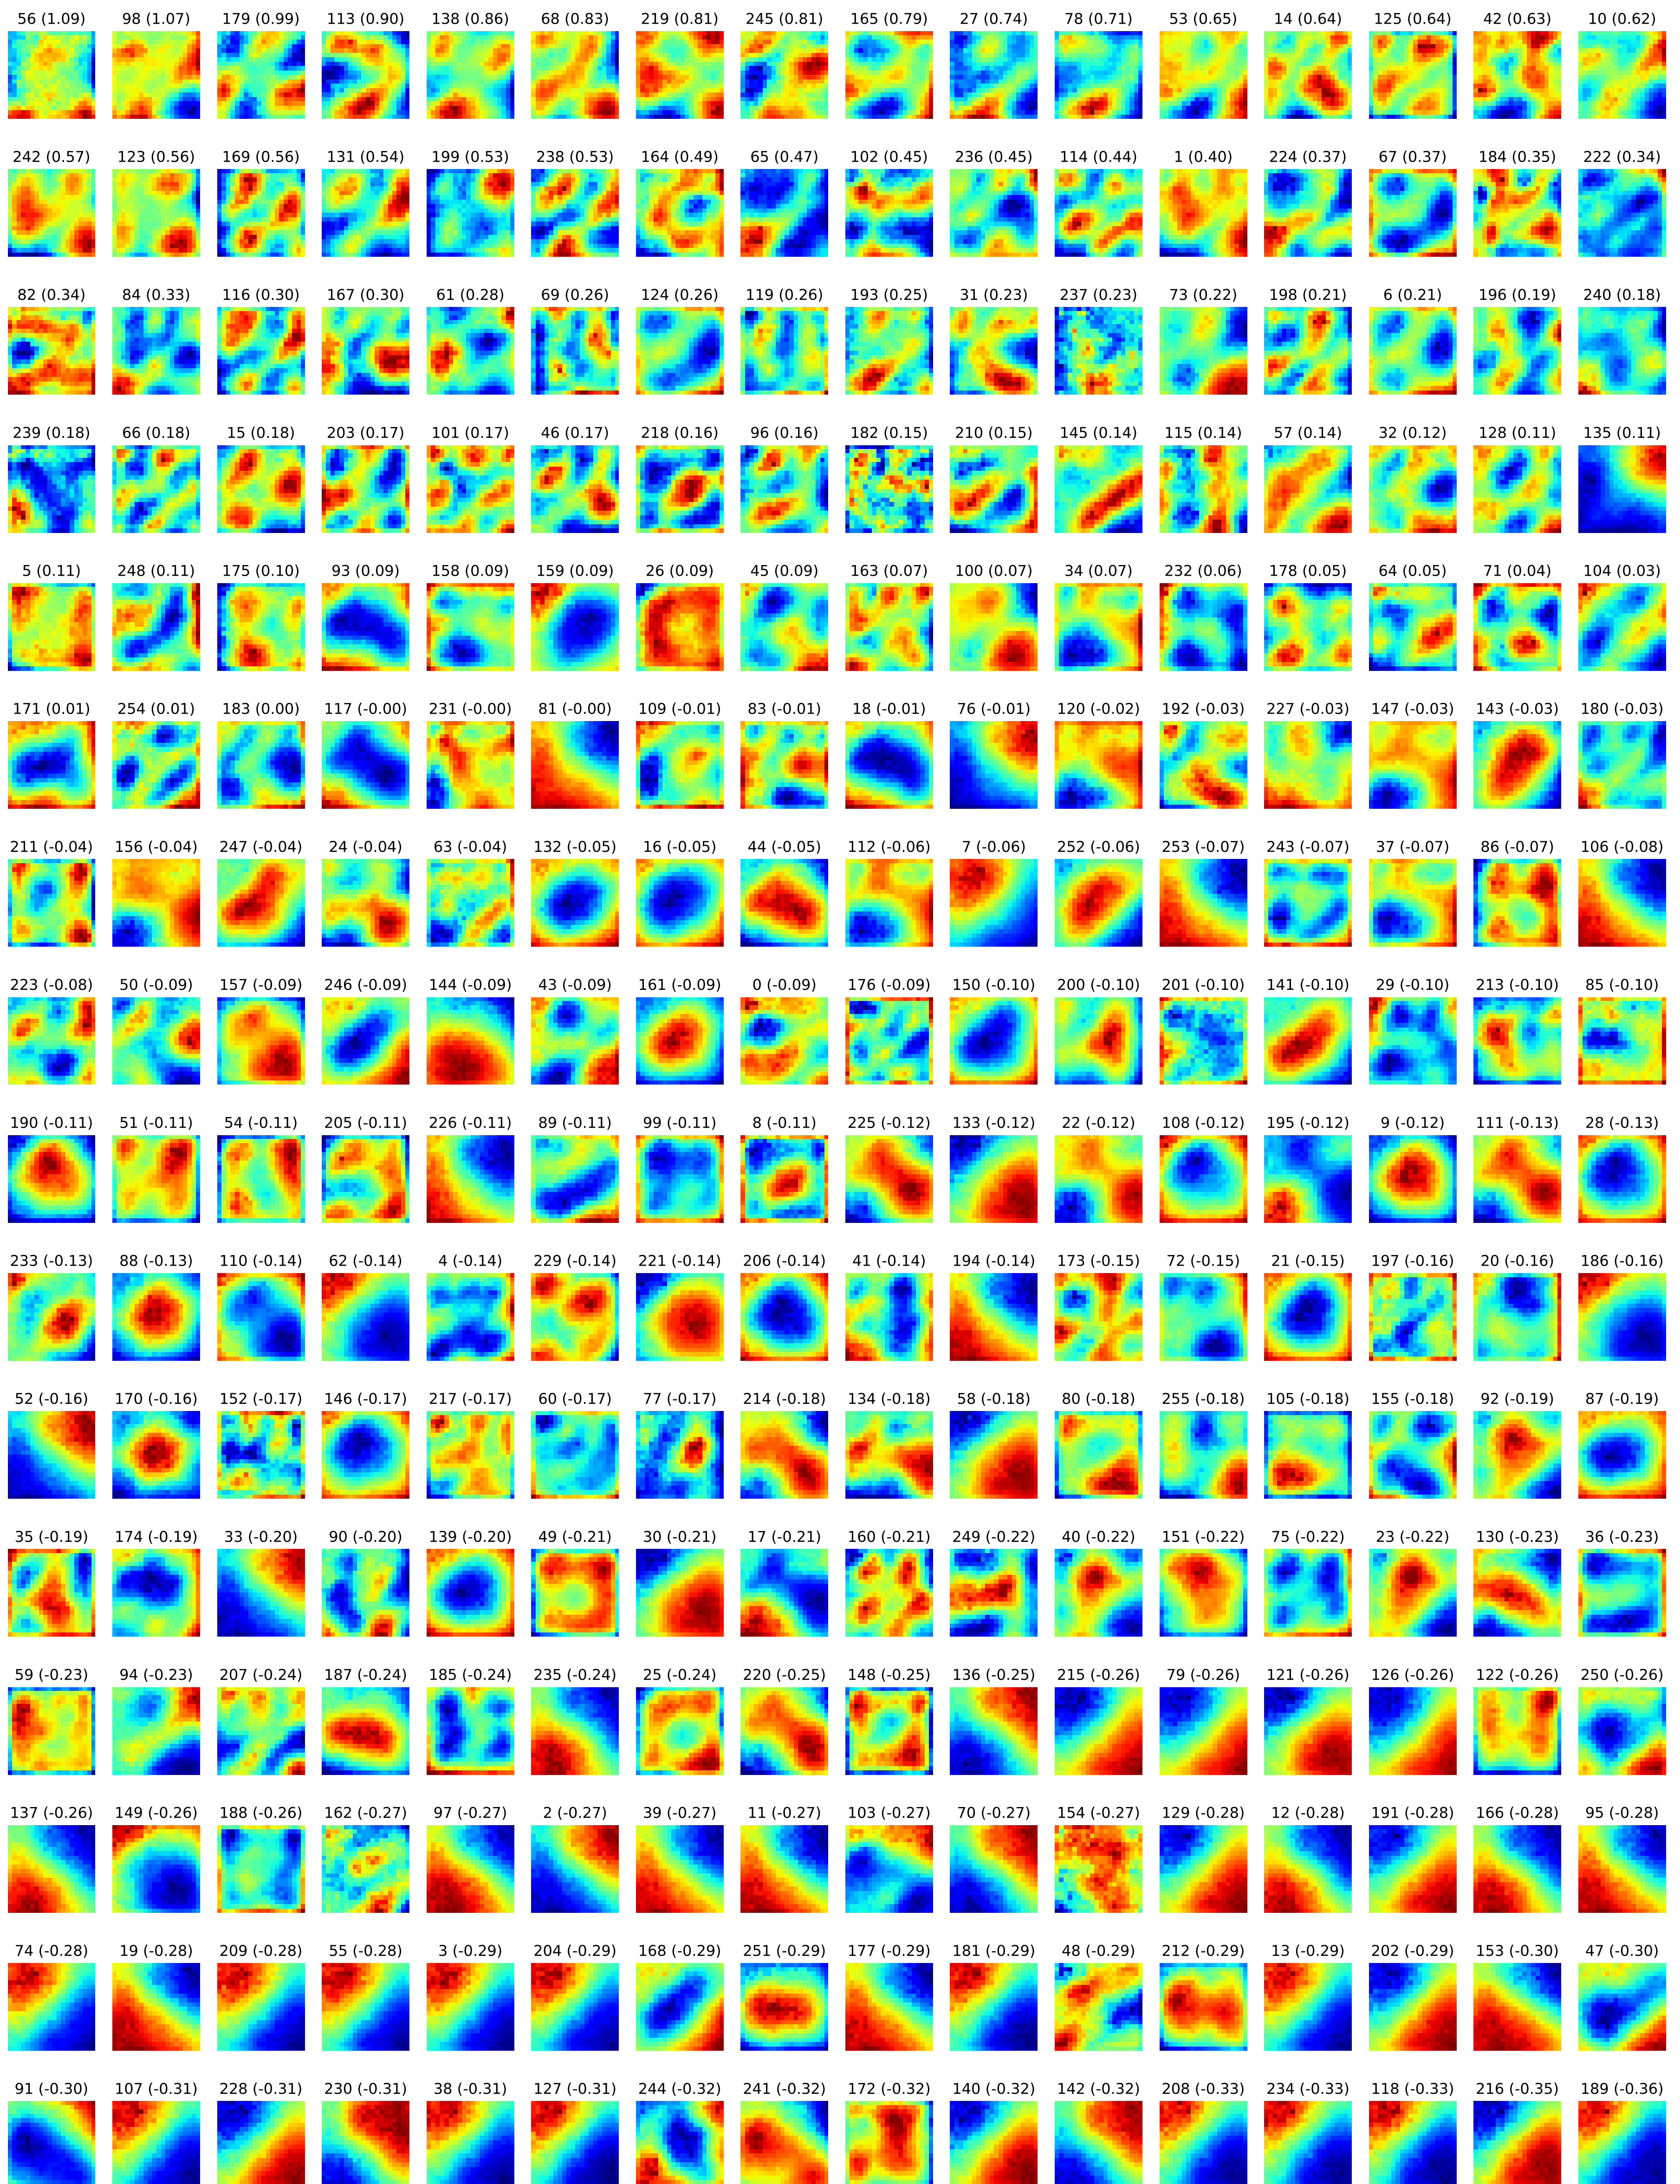 56 (1.09) 98 (1.07) 179 (0.99) 113 (0.90) 138 (0.86) 68 (0.83) 219 (0.81) 245 (0.81) 165 (0.79) 27 (0.74) 78 (0.71) 53 (0.65) 14 (0.64) 125 (0.64) 42 (0.63) 10 (0.62)
242 (0.57) 123 (0.56) 169 (0.56) 131 (0.54) 199 (0.53) 238 (0.53) 164 (0.49) 65 (0.47) 102 (0.45) 236 (0.45) 114 (0.44) 1 (0.40) 224 (0.37) 67 (0.37) 184 (0.35) 222 (0.34)
82 (0.34) 84 (0.33) 116 (0.30) 167 (0.30) 61 (0.28) 69 (0.26) 124 (0.26) 119 (0.26) 193 (0.25) 31 (0.23) 237 (0.23) 73 (0.22) 198 (0.21) 6 (0.21) 196 (0.19) 240 (0.18)
239 (0.18) 66 (0.18) 15 (0.18) 203 (0.17) 101 (0.17) 46 (0.17) 218 (0.16) 96 (0.16) 182 (0.15) 210 (0.15) 145 (0.14) 115 (0.14) 57 (0.14) 32 (0.12) 128 (0.11) 135 (0.11)
5 (0.11) 248 (0.11) 175 (0.10) 93 (0.09) 158 (0.09) 159 (0.09) 26 (0.09) 45 (0.09) 163 (0.07) 100 (0.07) 34 (0.07) 232 (0.06) 178 (0.05) 64 (0.05) 71 (0.04) 104 (0.03)
171 (0.01) 254 (0.01) 183 (0.00) 117 (-0.00) 231 (-0.00) 81 (-0.00) 109 (-0.01) 83 (-0.01) 18 (-0.01) 76 (-0.01) 120 (-0.02) 192 (-0.03) 227 (-0.03) 147 (-0.03) 143 (-0.03) 180 (-0.03)
211 (-0.04) 156 (-0.04) 247 (-0.04) 24 (-0.04) 63 (-0.04) 132 (-0.05) 16 (-0.05) 44 (-0.05) 112 (-0.06) 7 (-0.06) 252 (-0.06) 253 (-0.07) 243 (-0.07) 37 (-0.07) 86 (-0.07) 106 (-0.08)
223 (-0.08) 50 (-0.09) 157 (-0.09) 246 (-0.09) 144 (-0.09) 43 (-0.09) 161 (-0.09) 0 (-0.09) 176 (-0.09) 150 (-0.10) 200 (-0.10) 201 (-0.10) 141 (-0.10) 29 (-0.10) 213 (-0.10) 85 (-0.10)
190 (-0.11) 51 (-0.11) 54 (-0.11) 205 (-0.11) 226 (-0.11) 89 (-0.11) 99 (-0.11) 8 (-0.11) 225 (-0.12) 133 (-0.12) 22 (-0.12) 108 (-0.12) 195 (-0.12) 9 (-0.12) 111 (-0.13) 28 (-0.13)
233 (-0.13) 88 (-0.13) 110 (-0.14) 62 (-0.14) 4 (-0.14) 229 (-0.14) 221 (-0.14) 206 (-0.14) 41 (-0.14) 194 (-0.14) 173 (-0.15) 72 (-0.15) 21 (-0.15) 197 (-0.16) 20 (-0.16) 186 (-0.16)
52 (-0.16) 170 (-0.16) 152 (-0.17) 146 (-0.17) 217 (-0.17) 60 (-0.17) 77 (-0.17) 214 (-0.18) 134 (-0.18) 58 (-0.18) 80 (-0.18) 255 (-0.18) 105 (-0.18) 155 (-0.18) 92 (-0.19) 87 (-0.19)
35 (-0.19) 174 (-0.19) 33 (-0.20) 90 (-0.20) 139 (-0.20) 49 (-0.21) 30 (-0.21) 17 (-0.21) 160 (-0.21) 249 (-0.22) 40 (-0.22) 151 (-0.22) 75 (-0.22) 23 (-0.22) 130 (-0.23) 36 (-0.23)
59 (-0.23) 94 (-0.23) 207 (-0.24) 187 (-0.24) 185 (-0.24) 235 (-0.24) 25 (-0.24) 220 (-0.25) 148 (-0.25) 136 (-0.25) 215 (-0.26) 79 (-0.26) 121 (-0.26) 126 (-0.26) 122 (-0.26) 250 (-0.26)
137 (-0.26) 149 (-0.26) 188 (-0.26) 162 (-0.27) 97 (-0.27) 2 (-0.27) 39 (-0.27) 11 (-0.27) 103 (-0.27) 70 (-0.27) 154 (-0.27) 129 (-0.28) 12 (-0.28) 191 (-0.28) 166 (-0.28) 95 (-0.28)
74 (-0.28) 19 (-0.28) 209 (-0.28) 55 (-0.28) 3 (-0.29) 204 (-0.29) 168 (-0.29) 251 (-0.29) 177 (-0.29) 181 (-0.29) 48 (-0.29) 212 (-0.29) 13 (-0.29) 202 (-0.29) 153 (-0.30) 47 (-0.30)
91 (-0.30) 107 (-0.31) 228 (-0.31) 230 (-0.31) 38 (-0.31) 127 (-0.31) 244 (-0.32) 241 (-0.32) 172 (-0.32) 140 (-0.32) 142 (-0.32) 208 (-0.33) 234 (-0.33) 118 (-0.33) 216 (-0.35) 189 (-0.36)